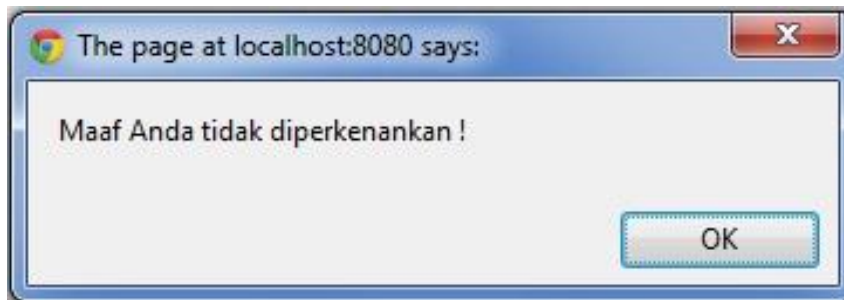 The page at localhost:8080 says:
Maaf Anda tidak diperkenankan !
OK